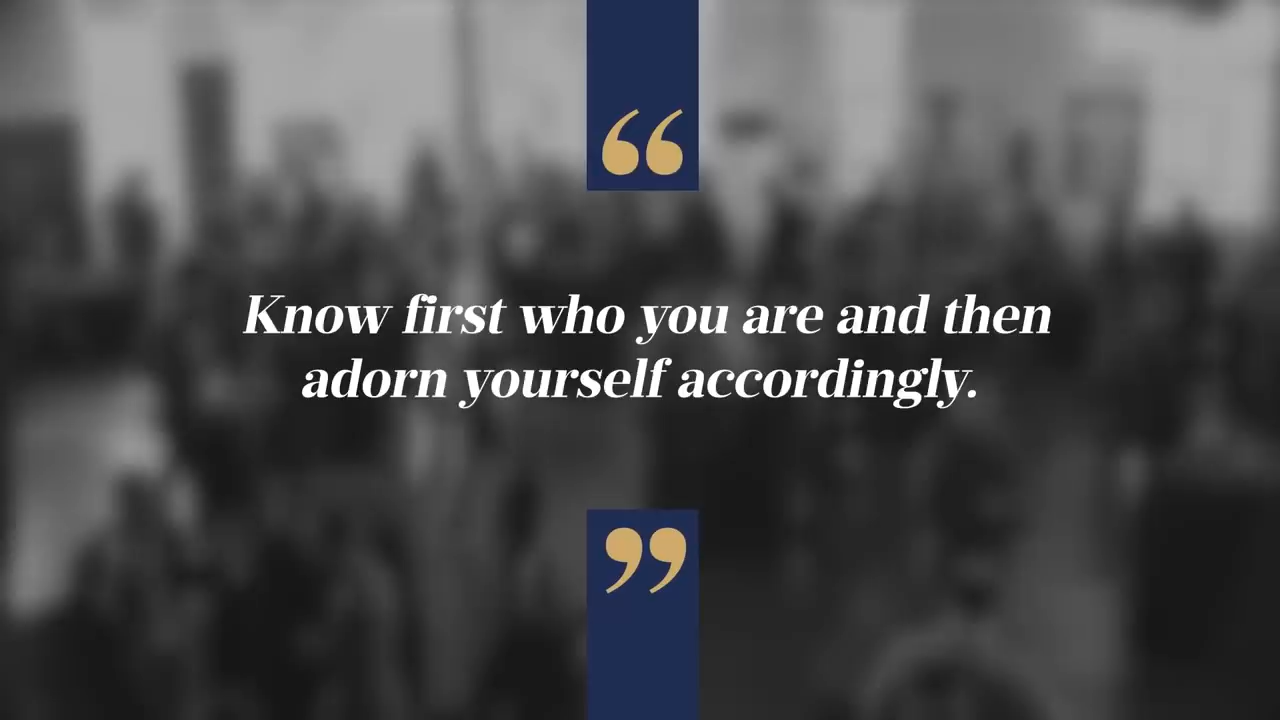 “
Know first who you are and then
adorn yourself accordingly.
”